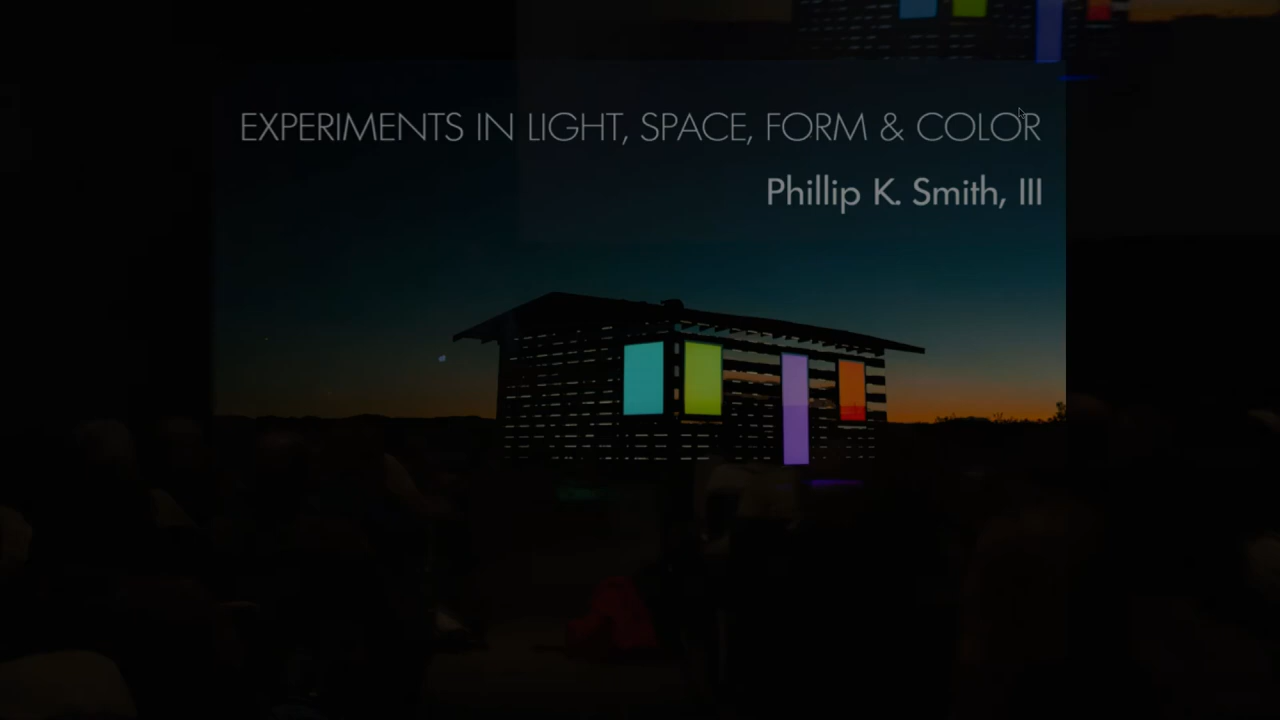 EXPERIMENTS IN LIGHT, SPACE, FORM & COLOR
Phillip K. Smith, III